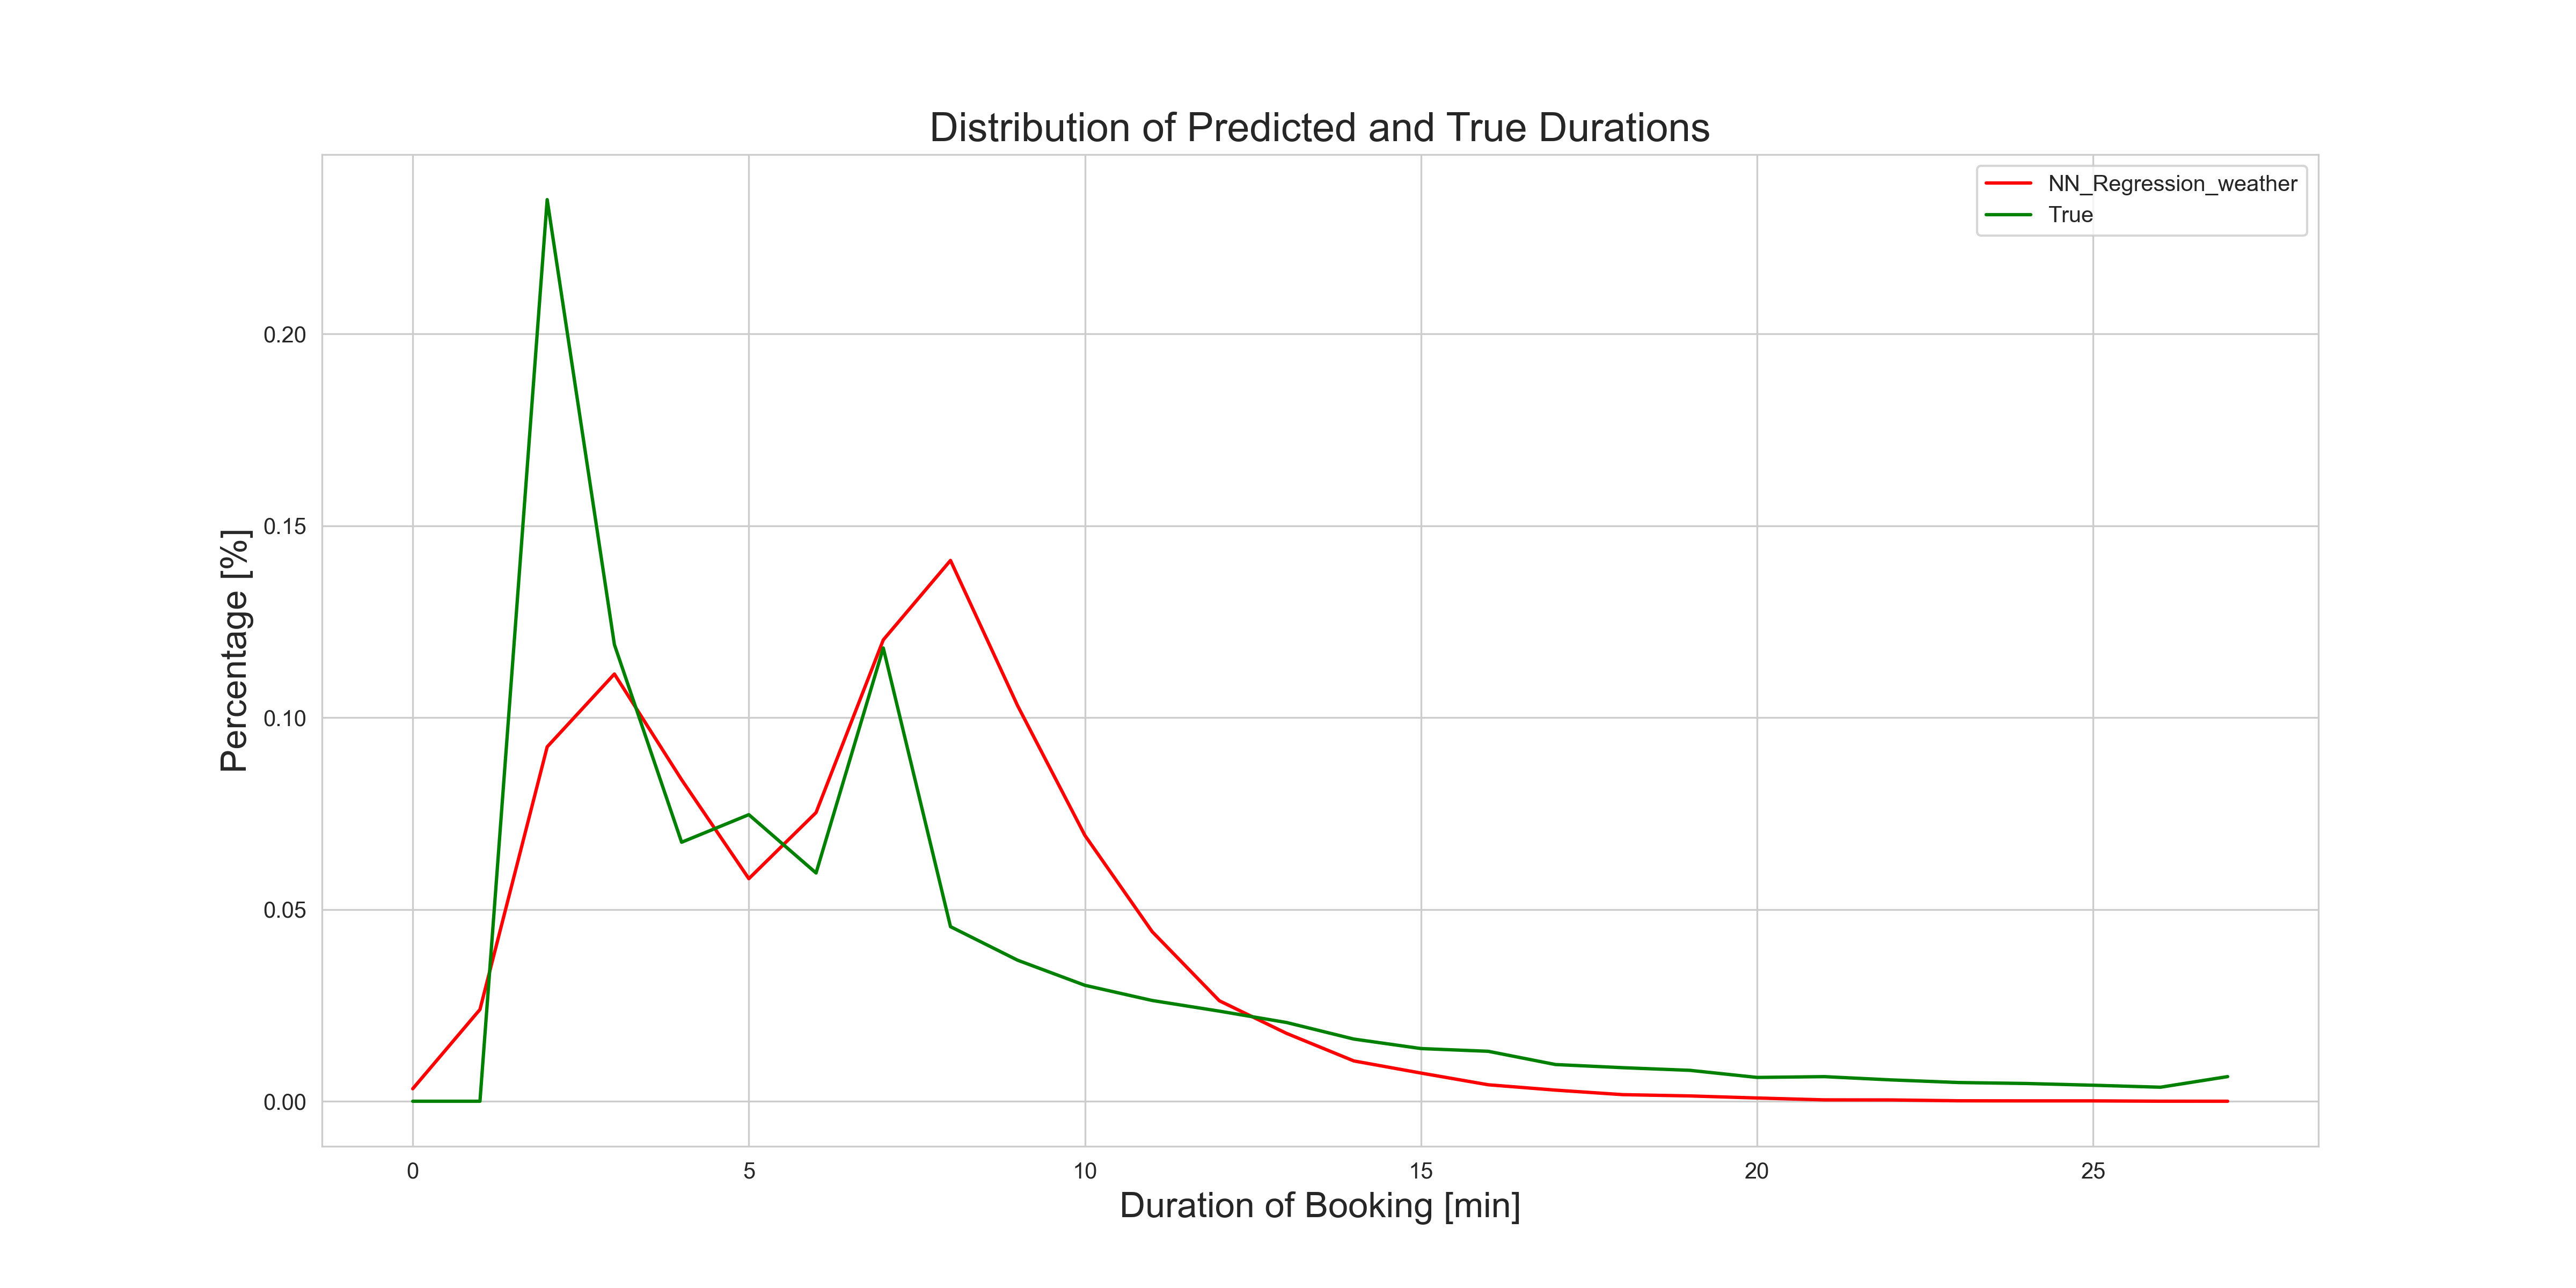 Distribution of Predicted and True Durations
NN_Regression_weather
True
Percentage [%]
0.20
0.15
0.10
0.05
0.00
0 5 10 15 20 25
Duration of Booking [min]